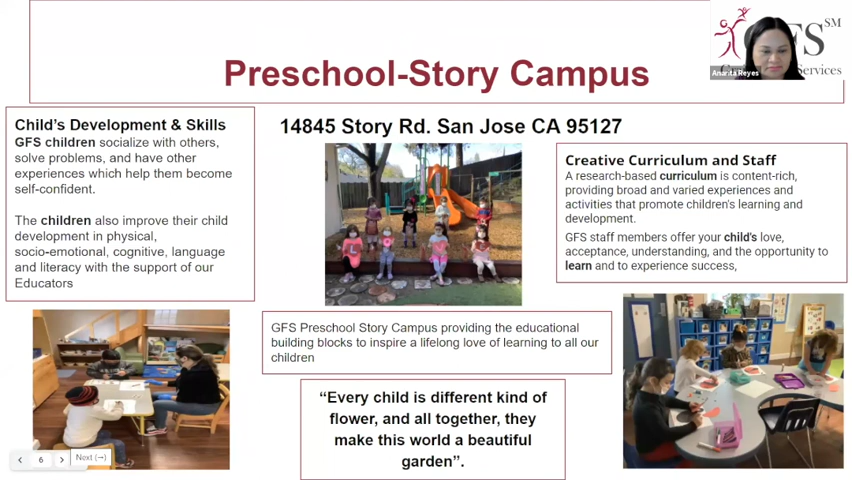 GFS SM
Services
Anarita Reyes
Preschool-Story Campus
Child's Development & Skills
GFS children socialize with others,
solve problems, and have other
experiences which help them become
self-confident.
The children also improve their child
development in physical,
socio-emotional, cognitive, language
and literacy with the support of our
Educators
14845 Story Rd. San Jose CA 95127
Creative Curriculum and Staff
A research-based curriculum is content-rich,
providing broad and varied experiences and
activities that promote children's learning and
development.
GFS staff members offer your child's love,
acceptance, understanding, and the opportunity to
learn and to experience success,
GFS Preschool Story Campus providing the educational
building blocks to inspire a lifelong love of learning to all our
children
“Every child is different kind of
flower, and all together, they
make this world a beautiful
garden”.
6
Next (→)